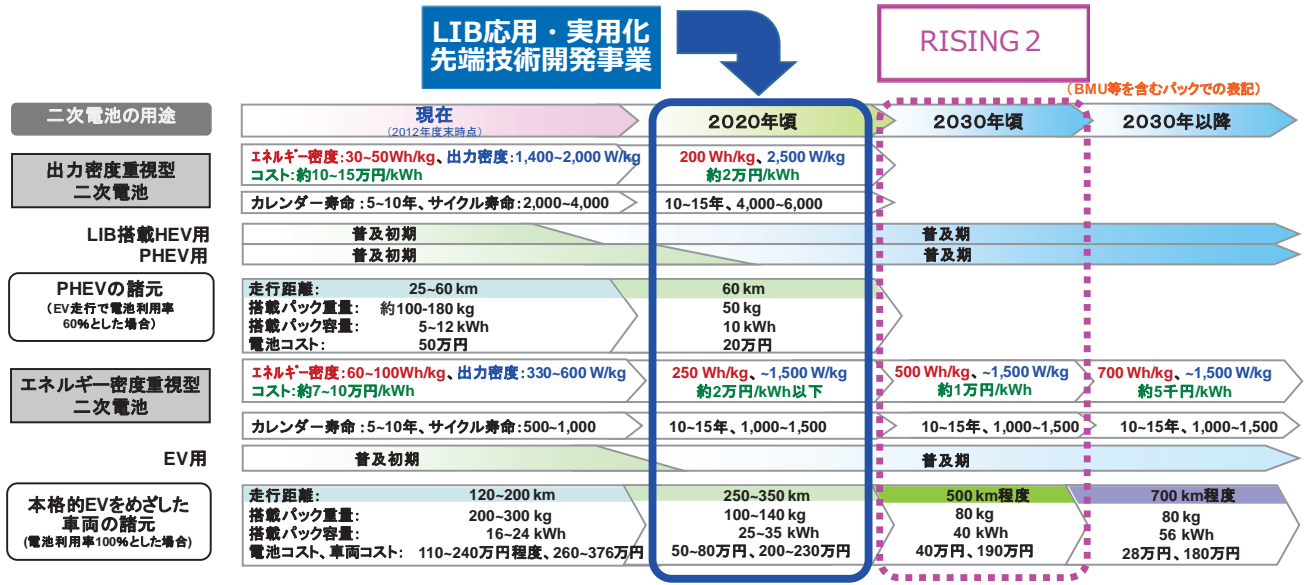 LIB応用・実用化
先端技術開発事業
RISING２
（BMU等を含むパックでの表記）
二次電池の用途
現在
（2012年度末時点）
2020年頃
2030年頃
2030年以降
出力密度重視型
二次電池
エネルギー密度:30~50Wh/kg、出力密度:1,400~2,000 W/kg
コスト:約10~15万円/kWh
200 Wh/kg、2,500 W/kg
約2万円/kWh
カレンダー寿命:5~10年、サイクル寿命:2,000~4,000
10~15年、4,000~6,000
LIB搭載HEV用
普及初期
普及期
PHEV用
普及初期
普及期
PHEVの諸元
（EV走行で電池利用率
60%とした場合）
走行距離: 25~60 km
搭載パック重量: 約100-180 kg
搭載パック容量: 5~12 kWh
電池コスト: 50万円
60 km
50 kg
10 kWh
20万円
エネルギー密度重視型
二次電池
エネルギー密度:60~100Wh/kg、出力密度:330~600 W/kg
コスト:約7~10万円/kWh
250 Wh/kg、~1,500 W/kg
約2万円/kWh以下
500 Wh/kg、~1,500 W/kg
約1万円/kWh
700 Wh/kg、~1,500 W/kg
約5千円/kWh
カレンダー寿命:5~10年、サイクル寿命:500~1,000
10~15年、1,000~1,500
10~15年、1,000~1,500
10~15年、1,000~1,500
EV用
普及初期
普及期
本格的EVをめざした
車両の諸元
(電池利用率100%とした場合)
走行距離: 120~200 km
搭載パック重量: 200~300 kg
搭載パック容量: 16~24 kWh
電池コスト、車両コスト: 110~240万円程度、260~376万円
250~350 km
100~140 kg
25~35 kWh
50~80万円、200~230万円
500 km程度
80 kg
40 kWh
40万円、190万円
700 km程度
80 kg
56 kWh
28万円、180万円